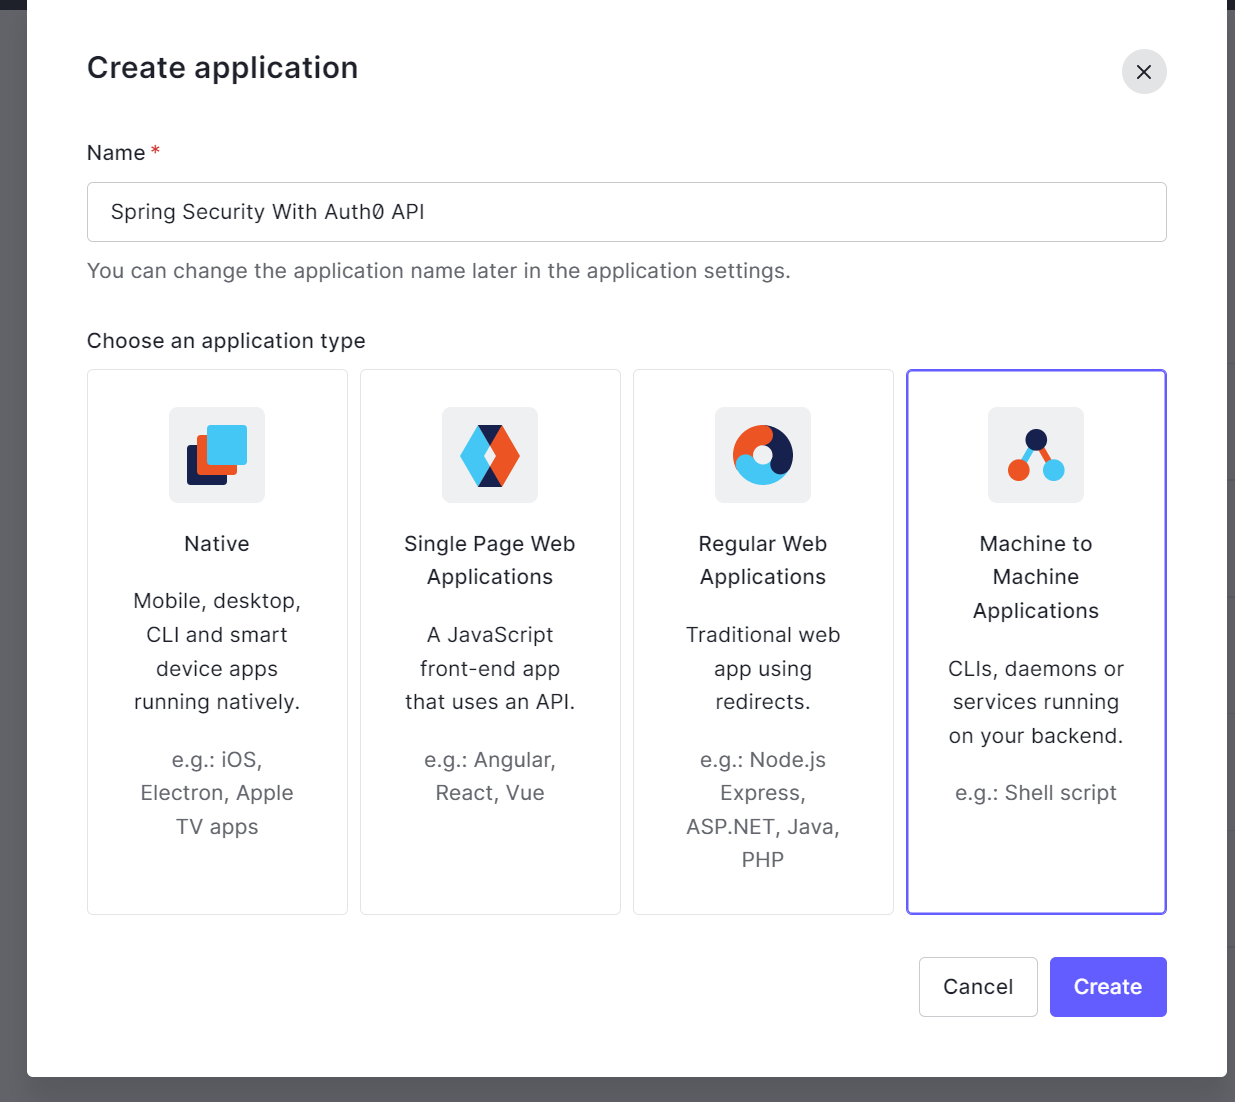 Create application
Name *
Spring Security With Auth0 API
You can change the application name later in the application settings.
Choose an application type
Native
Mobile, desktop,
CLI and smart
device apps
running natively.
e.g.: iOS,
Electron, Apple
TV apps
Single Page Web
Applications
A JavaScript
front-end app
that uses an API.
e.g.: Angular,
React, Vue
Regular Web
Applications
Traditional web
app using
redirects.
e.g.: Node.js
Express,
ASP.NET, Java,
PHP
Machine to
Machine
Applications
CLIs, daemons or
services running
on your backend.
e.g.: Shell script
Cancel
Create